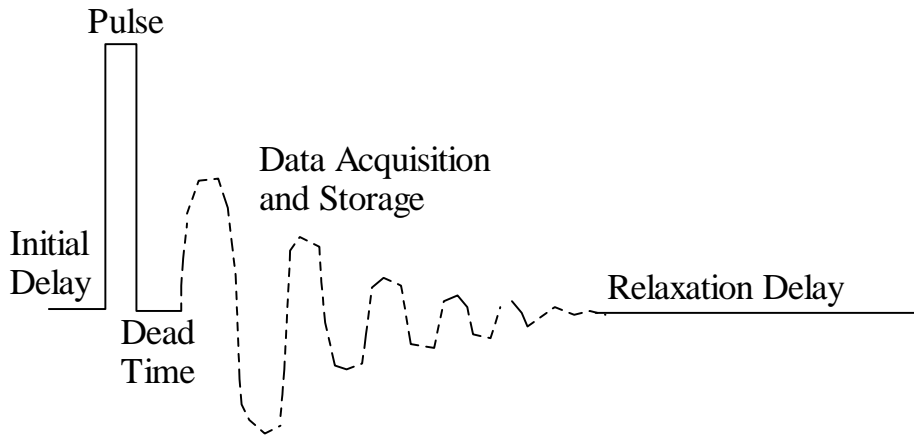 Pulse
Data Acquisition
and Storage
Initial
Delay
Relaxation Delay
Dead
Time